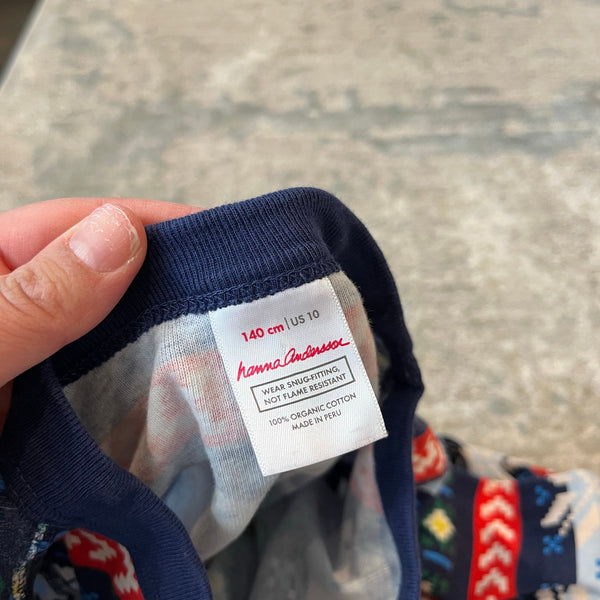 140 cm | US 10
hanna Andersson
WEAR SNUG-FITTING,
NOT FLAME RESISTANT
100% ORGANIC COTTON
MADE IN PERU